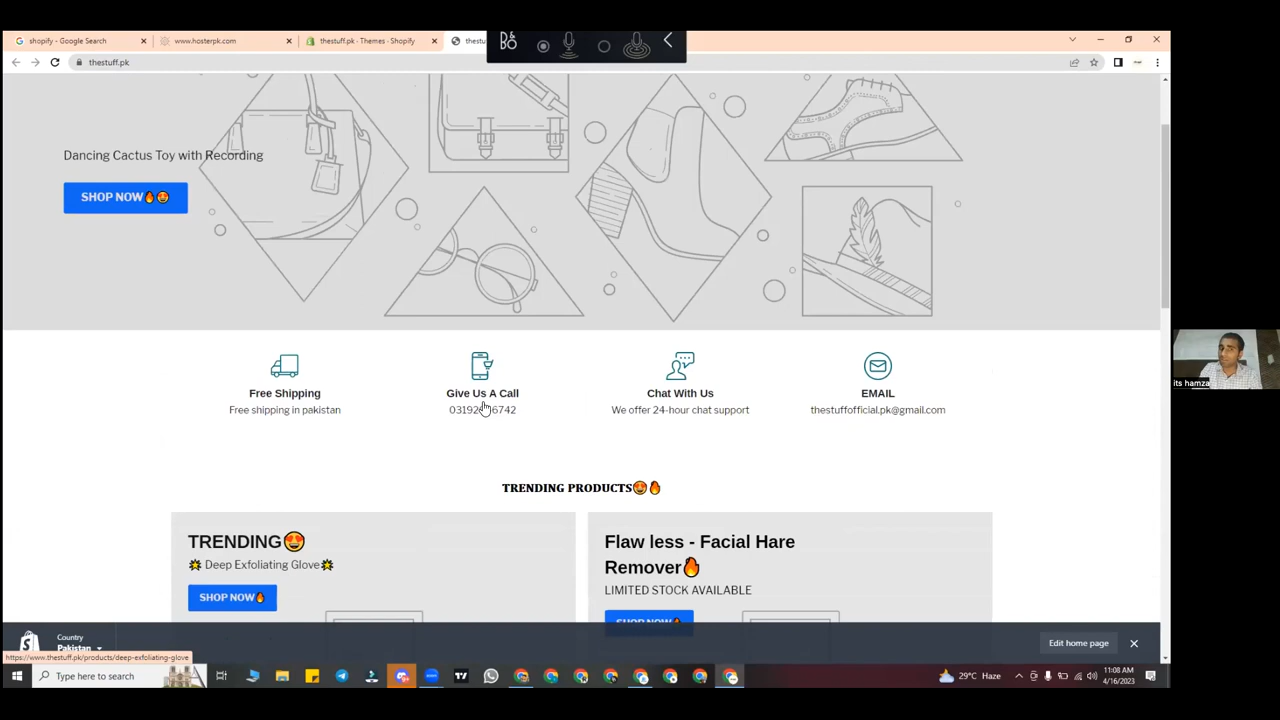 shopify - Google Search
www.hosterpk.com
thestuff.pk - Themes - Shopify
B&O
thestuff.pk
Dancing Cactus Toy with Recording
SHOP NOW🔥😍
Free Shipping
Free shipping in pakistan
Give Us A Call
Chat With Us
We offer 24-hour chat support
EMAIL
thestuffofficial.pk@gmail.com
its hamza
TRENDING PRODUCTS😍🔥
TRENDING😍
💥 Deep Exfoliating Glove💥
SHOP NOW🔥
Flaw less - Facial Hare
Remover🔥
LIMITED STOCK AVAILABLE
SHOP NOW🔥
Country
Pakistan
Edit home page
https://www.thestuff.pk/products/deep-exfoliating-glove
Type here to search
29°C Haze
11:08 AM
4/16/2023